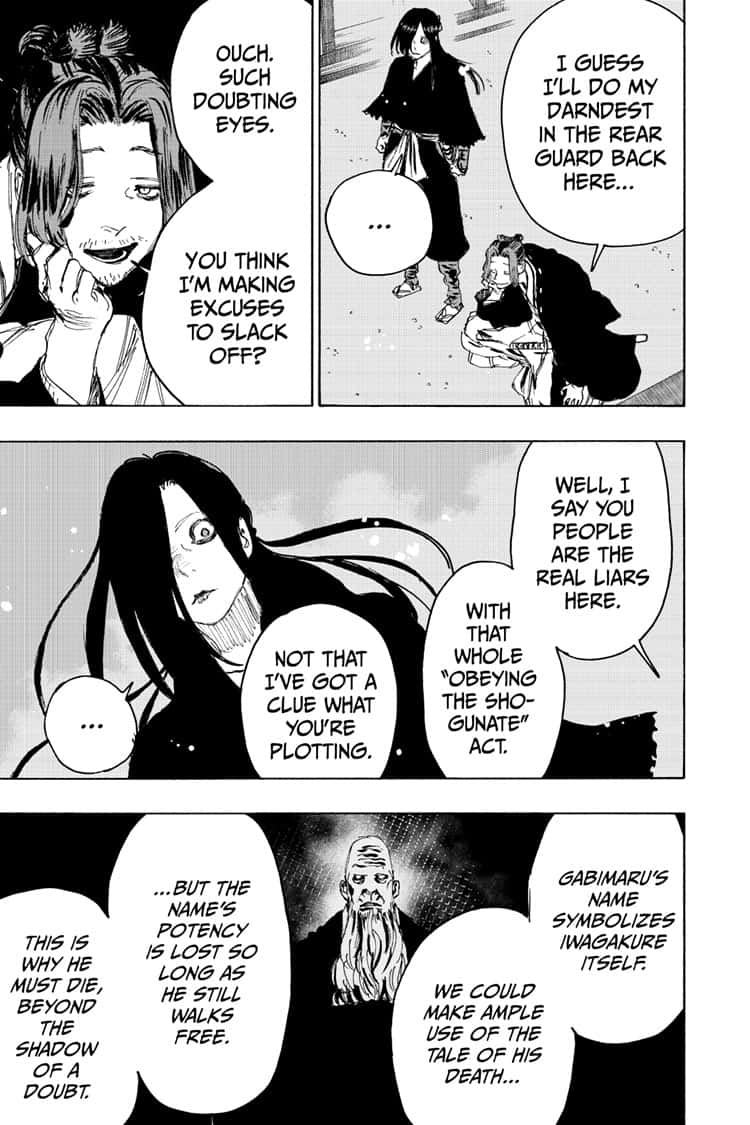 I GUESS
I'LL DO MY
DARNDEST
IN THE REAR
GUARD BACK
HERE...
...
OUCH.
SUCH
DOUBTING
EYES.
YOU THINK
I'M MAKING
EXCUSES
TO SLACK
OFF?
WELL, I
SAY YOU
PEOPLE
ARE THE
REAL LIARS
HERE.
WITH
THAT
WHOLE
"OBEYING
THE SHO-
GUNATE"
ACT.
NOT THAT
I'VE GOT A
CLUE WHAT
YOU'RE
PLOTTING.
...
GABIMARU'S
NAME
SYMBOLIZES
IWAGAKURE
ITSELF.
WE COULD
MAKE AMPLE
USE OF THE
TALE OF HIS
DEATH...
...BUT THE
NAME'S
POTENCY
IS LOST SO
LONG AS
HE STILL
WALKS
FREE.
THIS IS
WHY HE
MUST DIE,
BEYOND
THE
SHADOW
OF A
DOUBT.